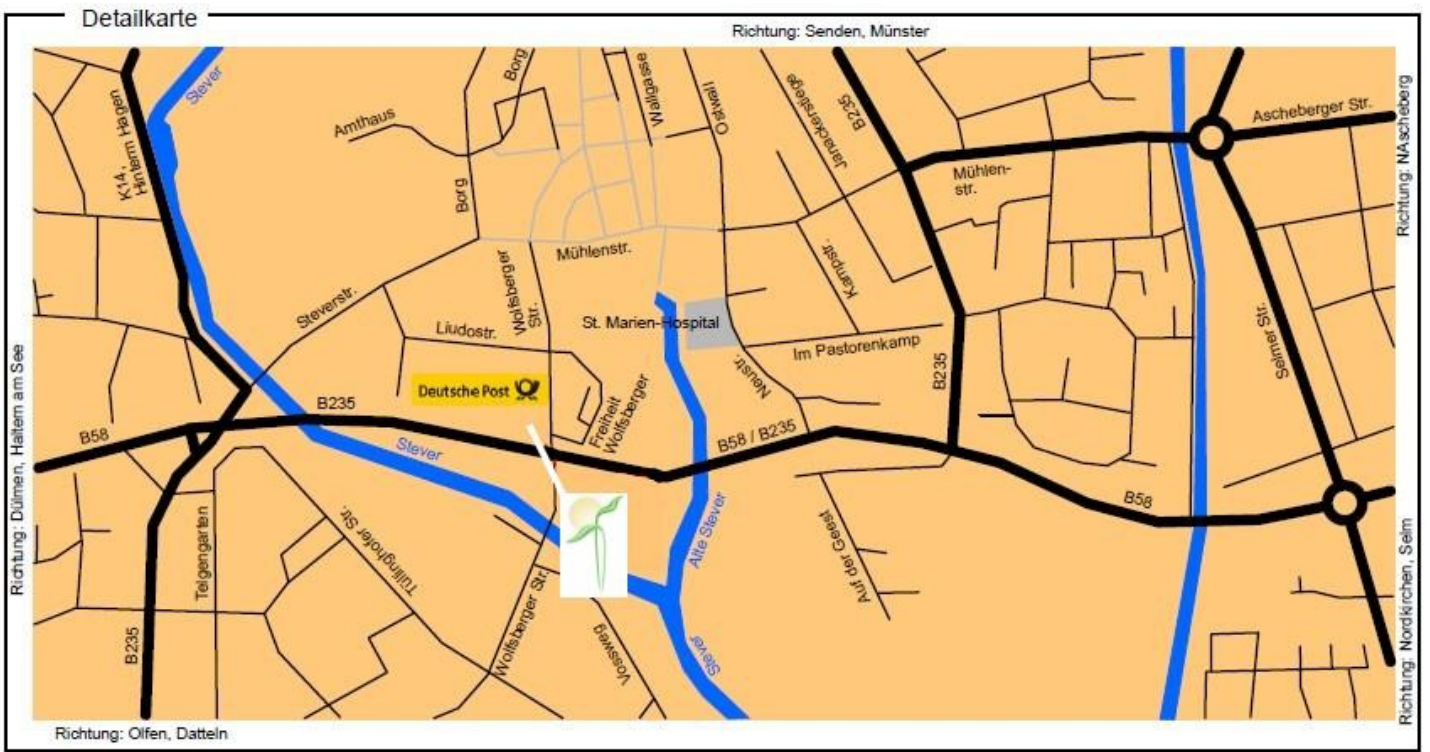 Detailkarte
Richtung: Senden, Münster
Stever
Borg
Wallgasse
Ostwall
Janackerstiege
B235
Ascheberger Str.
Richtung: NAscheberg
Amthaus
K14,
Hinterm Hagen
Borg
Mühlen-
str.
Mühlenstr.
Wolfsberger
Str.
Kampstr.
Steverstr.
Liudostr.
St. Marien-Hospital
Im Pastorenkamp
Selmer Str.
B235
Neustr.
Deutsche Post
Freiheit
Wolfsberger
B235
B58
Stever
B58 / B235
B58
Richtung: Dülmen, Haltern am See
Telgengarten
Tüllinghofer Str.
Alte Stever
Auf der Geest
Wolfsberger Str.
Vossweg
Stever
B235
Richtung: Nordkirchen, Selm
Richtung: Olfen, Datteln